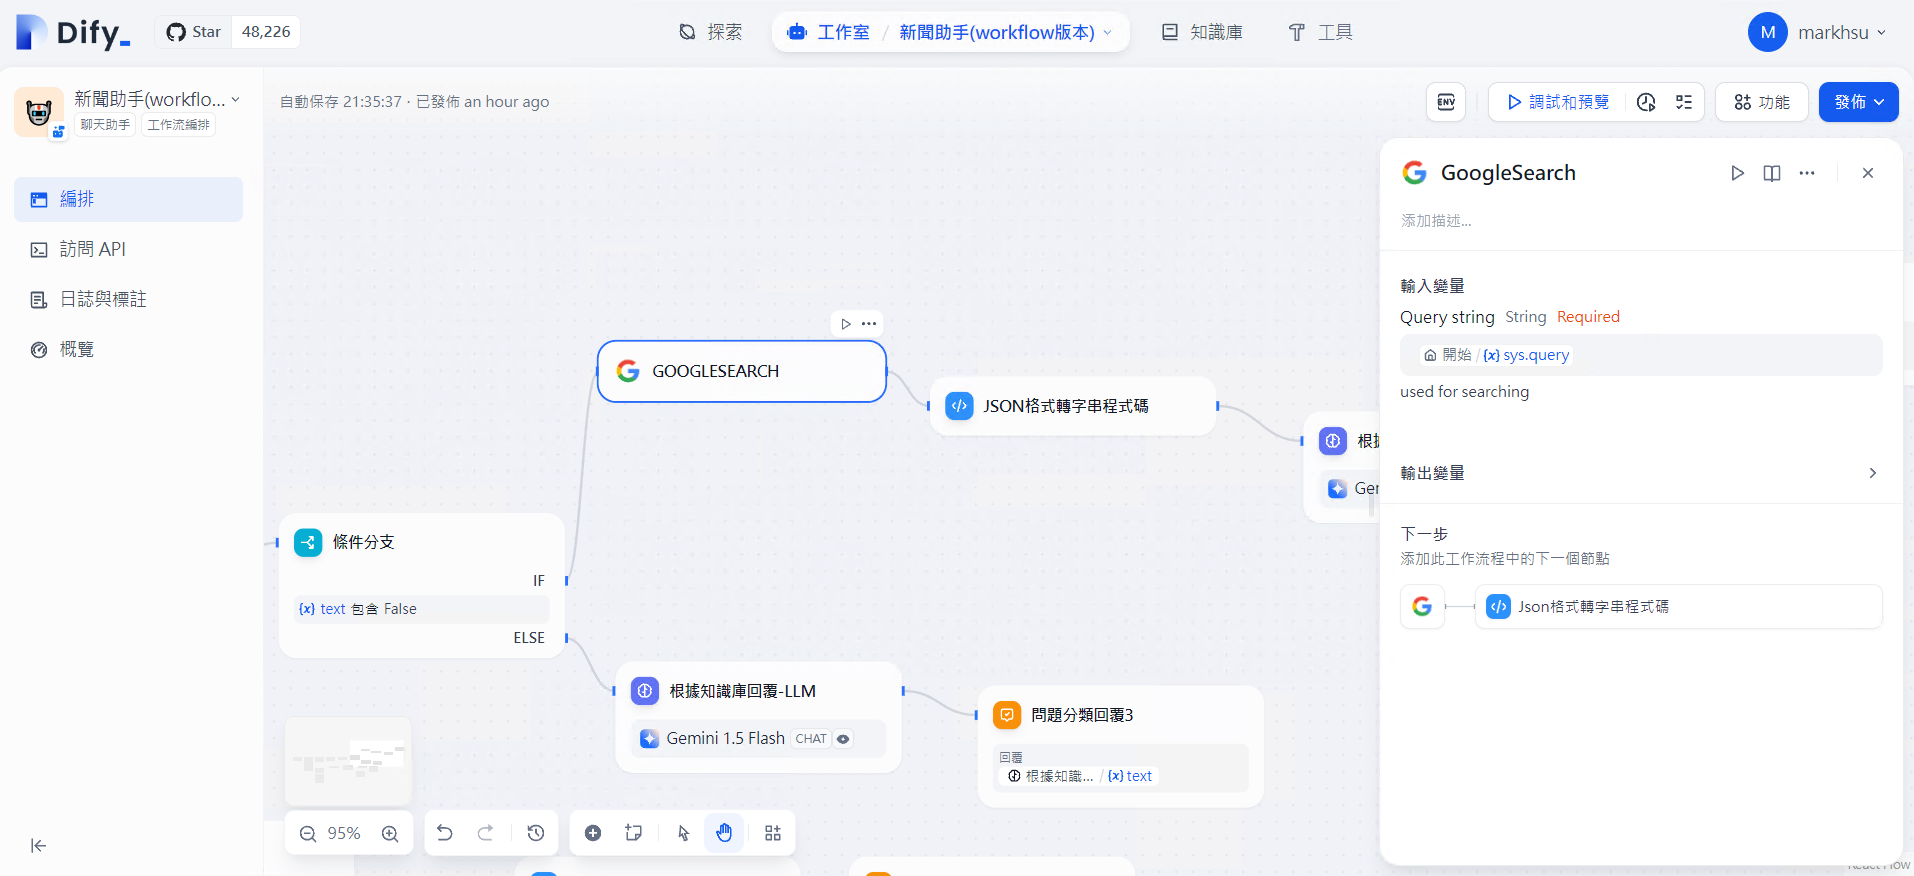 Dify_
Star 48,226
探索
工作室 / 新聞助手(workflow版本)
知識庫
工具
M markhsu
新聞助手(workflo...
聊天助手 工作流編排
編排
訪問 API
日誌與標註
概覽
自動保存 21:35:37 · 已發佈 an hour ago
ENV
調試和預覽
功能
發佈
GOOGLESEARCH
JSON格式轉字串程式碼
條件分支
IF
{x} text 包含 False
ELSE
根據知識庫回覆-LLM
Gemini 1.5 Flash CHAT
問題分類回覆3
回覆
根據知識... / {x} text
95%
GoogleSearch
添加描述...
輸入變量
Query string String Required
開始 / {x} sys.query
used for searching
輸出變量
下一步
添加此工作流程中的下一個節點
Json格式轉字串程式碼
React Flow